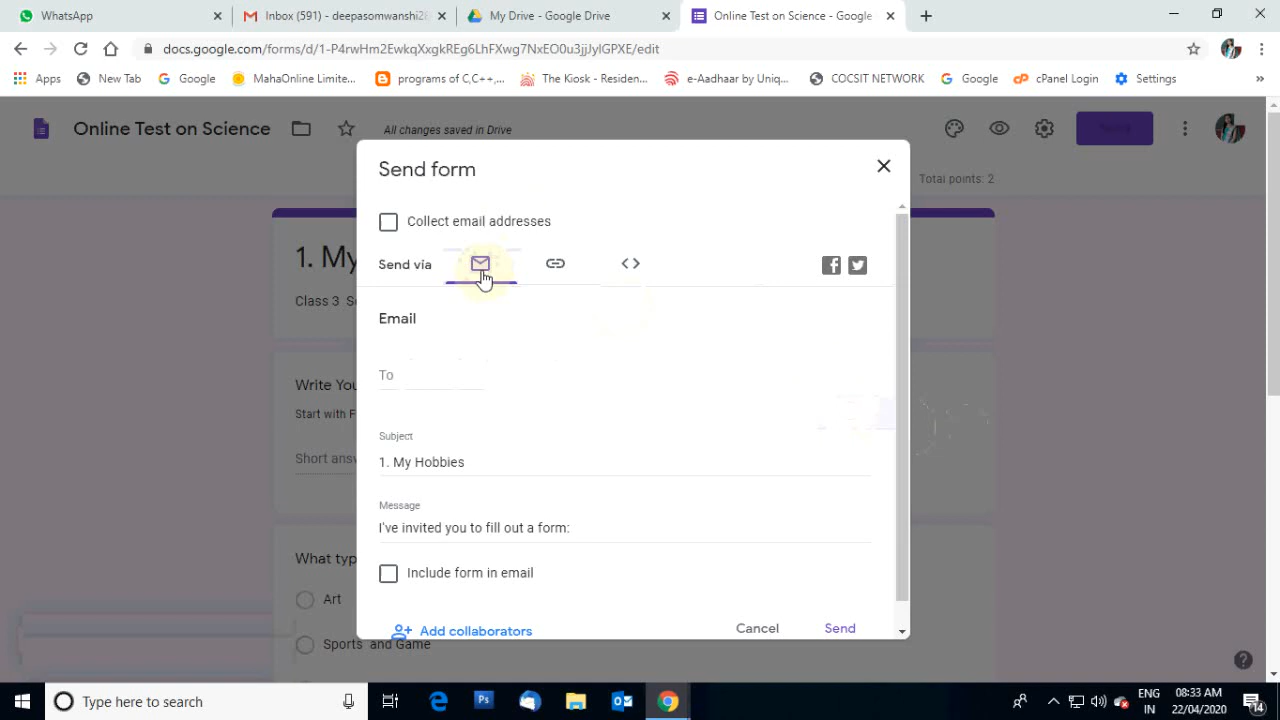 WhatsApp
Inbox (591) - deepasomwanshi28
My Drive - Google Drive
Online Test on Science - Google
docs.google.com/forms/d/1-P4rwHm2EwkqXxgkREg6LhFXwg7NxEO0u3jjJyIGPXE/edit
Apps
New Tab
Google
MahaOnline Limite...
programs of C,C++,...
The Kiosk - Residen...
e-Aadhaar by Uniq...
COCSIT NETWORK
Google
cPanel Login
Settings
»
Online Test on Science
All changes saved in Drive
Send
Total points: 2
Send form
Collect email addresses
1. My
Send via
Class 3 S
Email
To
Write You
Start with F
Subject
Short answ
1. My Hobbies
Message
I've invited you to fill out a form:
What typ
Include form in email
Art
Add collaborators
Cancel
Send
Sports and Game
Type here to search
ENG
IN
08:33 AM
22/04/2020
14